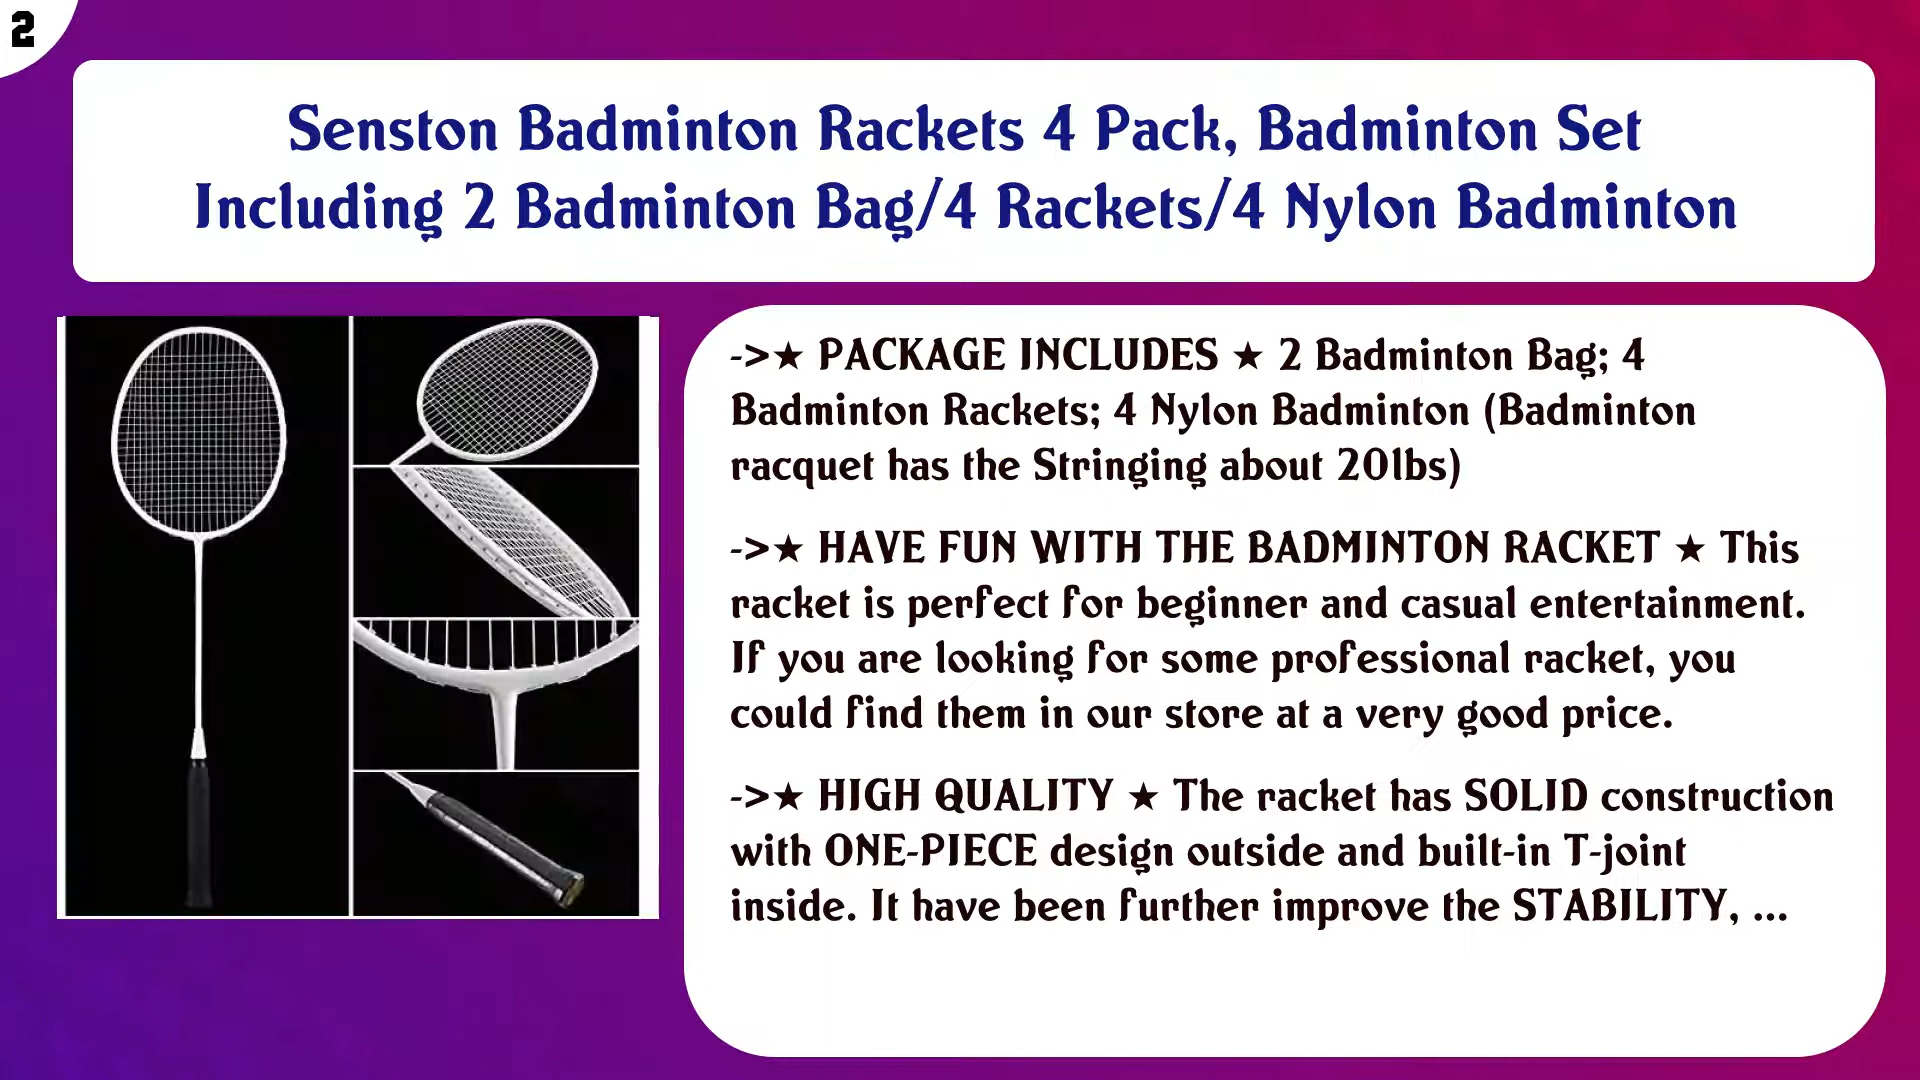 2
Senston Badminton Rackets 4 Pack, Badminton Set
Including 2 Badminton Bag/4 Rackets/4 Nylon Badminton
->★ PACKAGE INCLUDES ★ 2 Badminton Bag; 4
Badminton Rackets; 4 Nylon Badminton (Badminton
racquet has the Stringing about 20lbs)
->★ HAVE FUN WITH THE BADMINTON RACKET ★ This
racket is perfect for beginner and casual entertainment.
If you are looking for some professional racket, you
could find them in our store at a very good price.
->★ HIGH QUALITY ★ The racket has SOLID construction
with ONE-PIECE design outside and built-in T-joint
inside. It have been further improve the STABILITY, ...